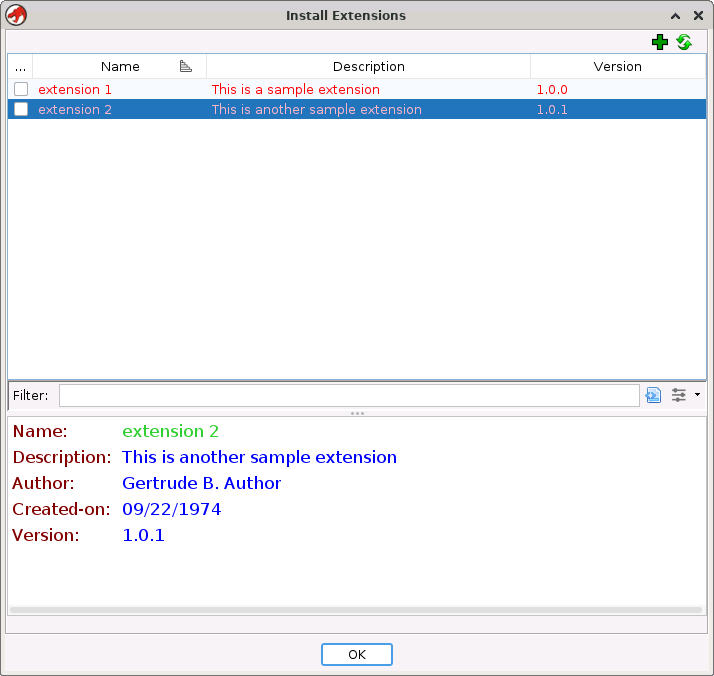 Install Extensions
... Name Description Version
extension 1 This is a sample extension 1.0.0
extension 2 This is another sample extension 1.0.1
Filter:
Name: extension 2
Description: This is another sample extension
Author: Gertrude B. Author
Created-on: 09/22/1974
Version: 1.0.1
OK